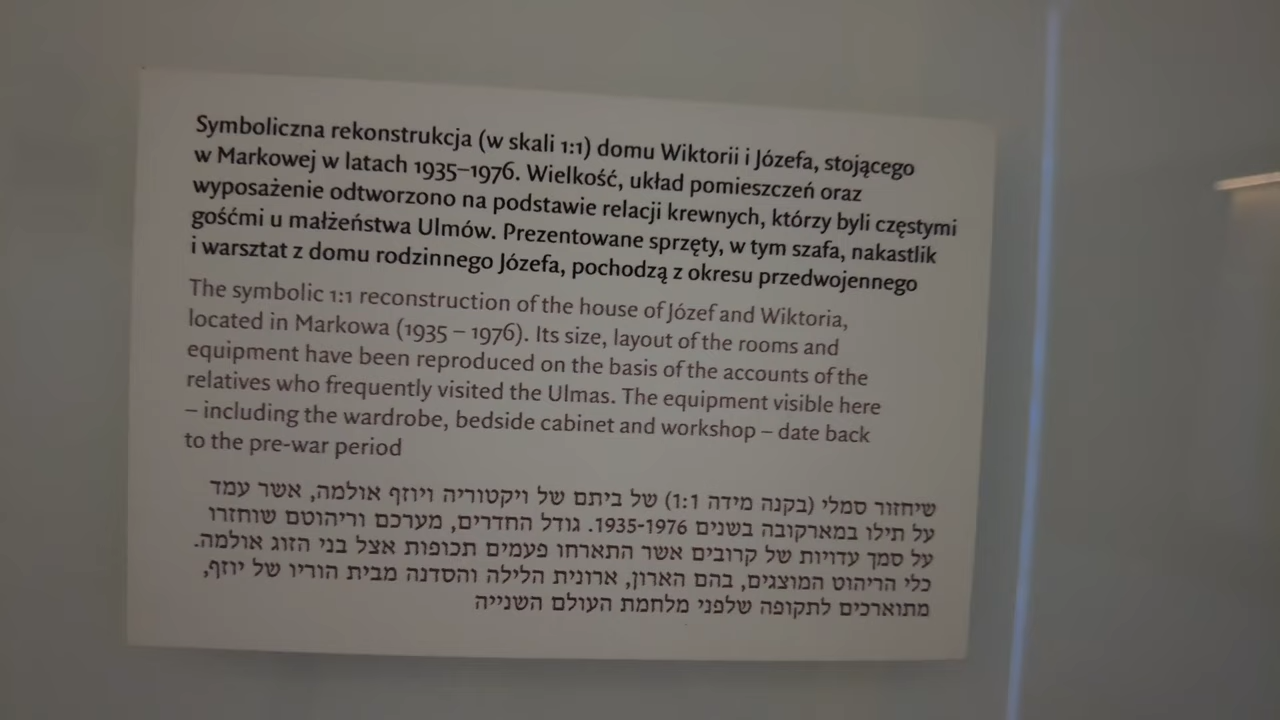 Symboliczna rekonstrukcja (w skali 1:1) domu Wiktorii i Józefa, stojącego
w Markowej w latach 1935–1976. Wielkość, układ pomieszczeń oraz
wyposażenie odtworzono na podstawie relacji krewnych, którzy byli częstymi
gośćmi u małżeństwa Ulmów. Prezentowane sprzęty, w tym szafa, nakastlik
i warsztat z domu rodzinnego Józefa, pochodzą z okresu przedwojennego
The symbolic 1:1 reconstruction of the house of Józef and Wiktoria,
located in Markowa (1935 – 1976). Its size, layout of the rooms and
equipment have been reproduced on the basis of the accounts of the
relatives who frequently visited the Ulmas. The equipment visible here
– including the wardrobe, bedside cabinet and workshop – date back
to the pre-war period
שיחזור סמלי (בקנה מידה 1:1) של ביתם של ויקטוריה ויוזף אולמה, אשר עמד
על תילו במארקובה בשנים 1935-1976. גודל החדרים, מערכם וריהוטם שוחזרו
על סמך עדויות של קרובים אשר התארחו פעמים תכופות אצל בני הזוג אולמה.
כלי הריהוט המוצגים, בהם הארון, ארונית הלילה והסדנה מבית הוריו של יוזף,
מתוארכים לתקופה שלפני מלחמת העולם השנייה